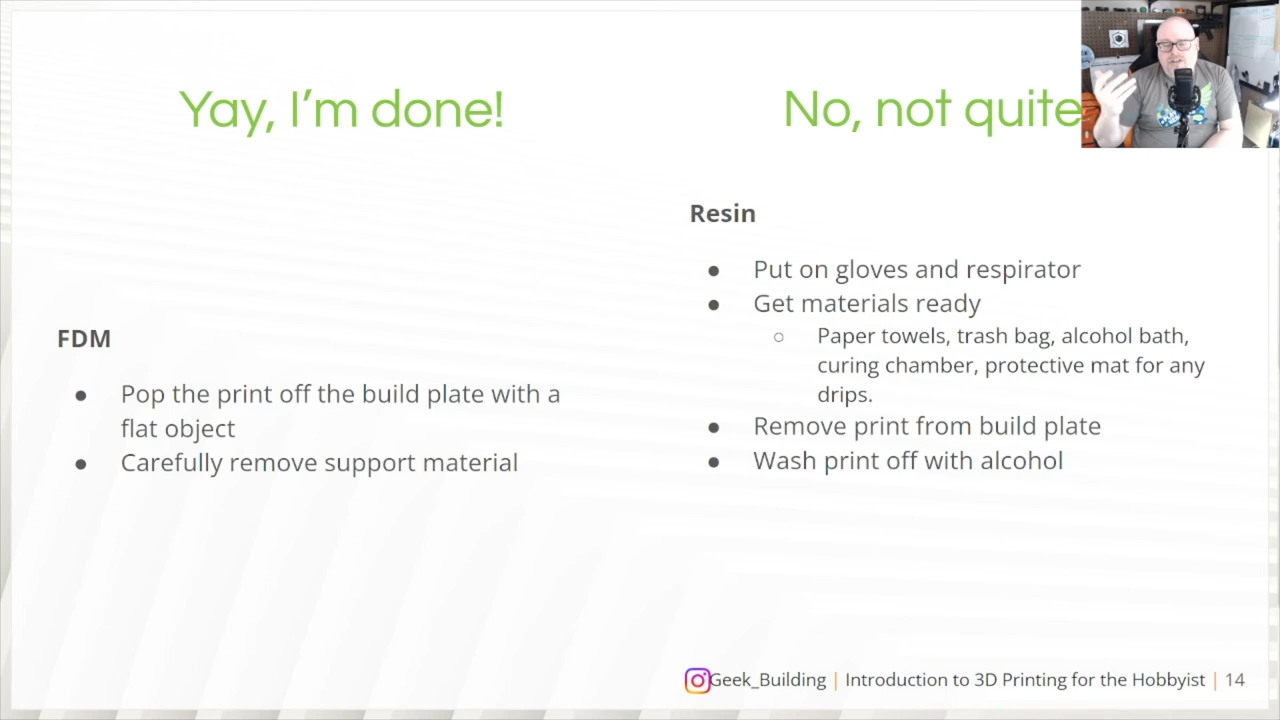 Yay, I'm done!
FDM
● Pop the print off the build plate with a
flat object
● Carefully remove support material
No, not quite
Resin
● Put on gloves and respirator
● Get materials ready
○ Paper towels, trash bag, alcohol bath,
curing chamber, protective mat for any
drips.
● Remove print from build plate
● Wash print off with alcohol
Geek_Building | Introduction to 3D Printing for the Hobbyist | 14